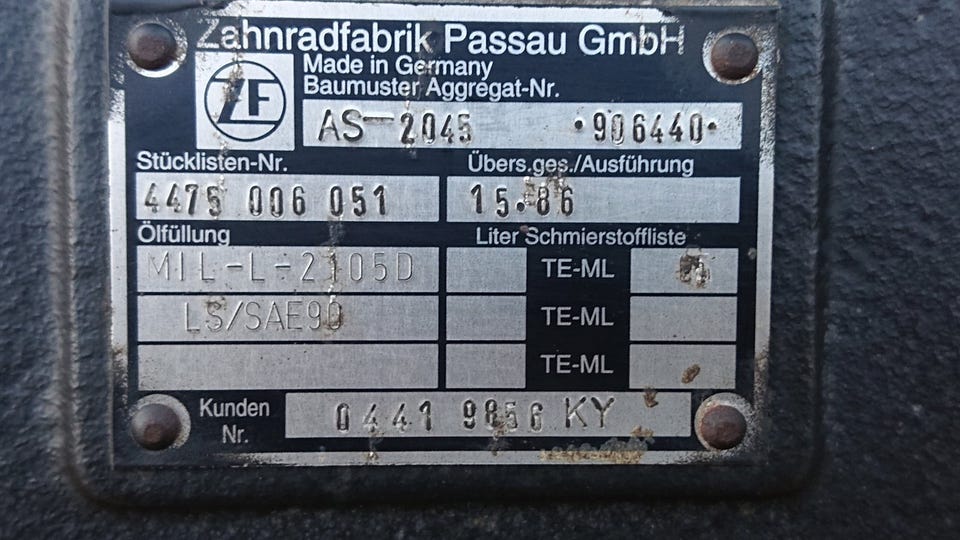 Zahnradfabrik Passau GmbH
ZF
Made in Germany
Baumuster Aggregat-Nr.
AS-2045 •906440•
Stücklisten-Nr. Übers.ges./Ausführung
4475 006 051 15.86
Ölfüllung Liter Schmierstoffliste
MIL-L-2105D TE-ML
LS/SAE90 TE-ML
TE-ML
Kunden
Nr.
0441 9856 KY